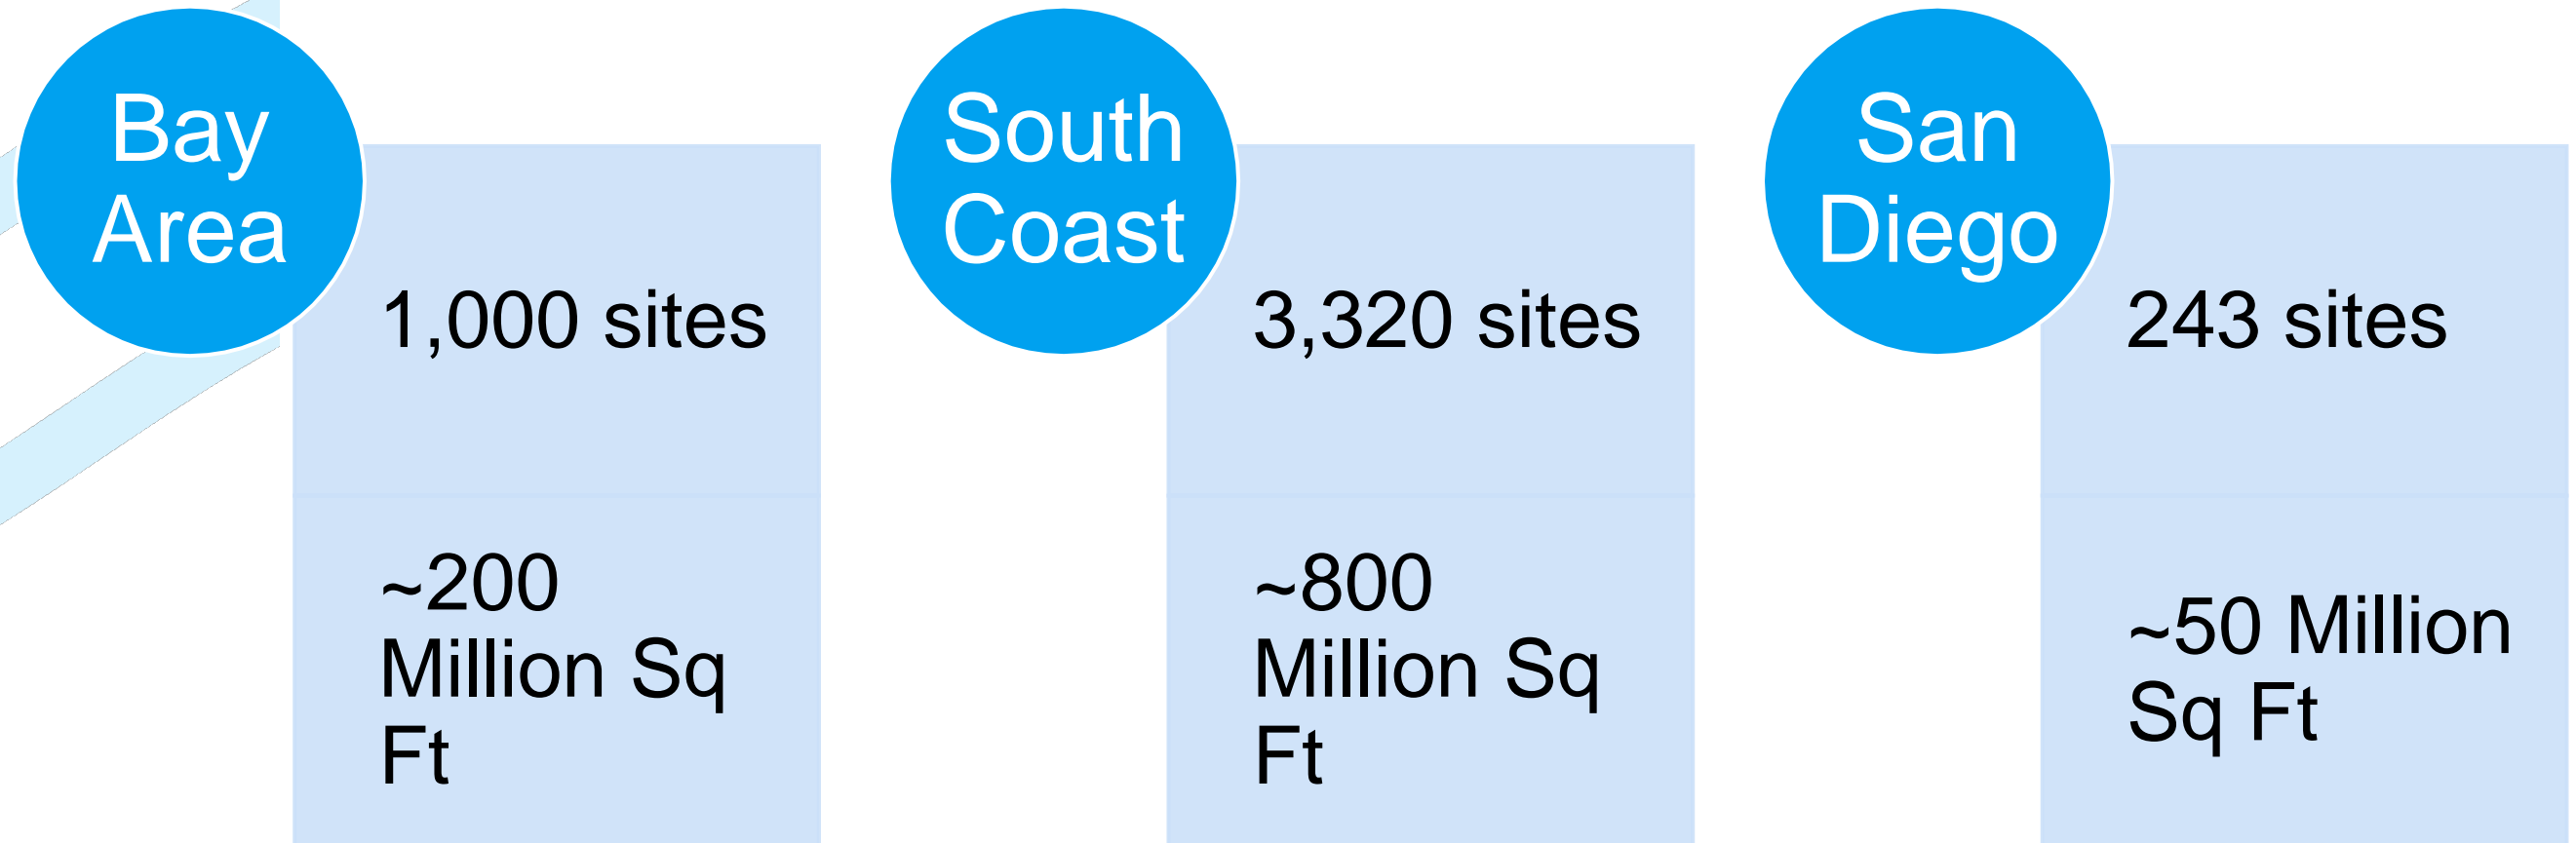 Bay
Area
1,000 sites
~200
Million Sq
Ft
South
Coast
3,320 sites
~800
Million Sq
Ft
San
Diego
243 sites
~50 Million
Sq Ft